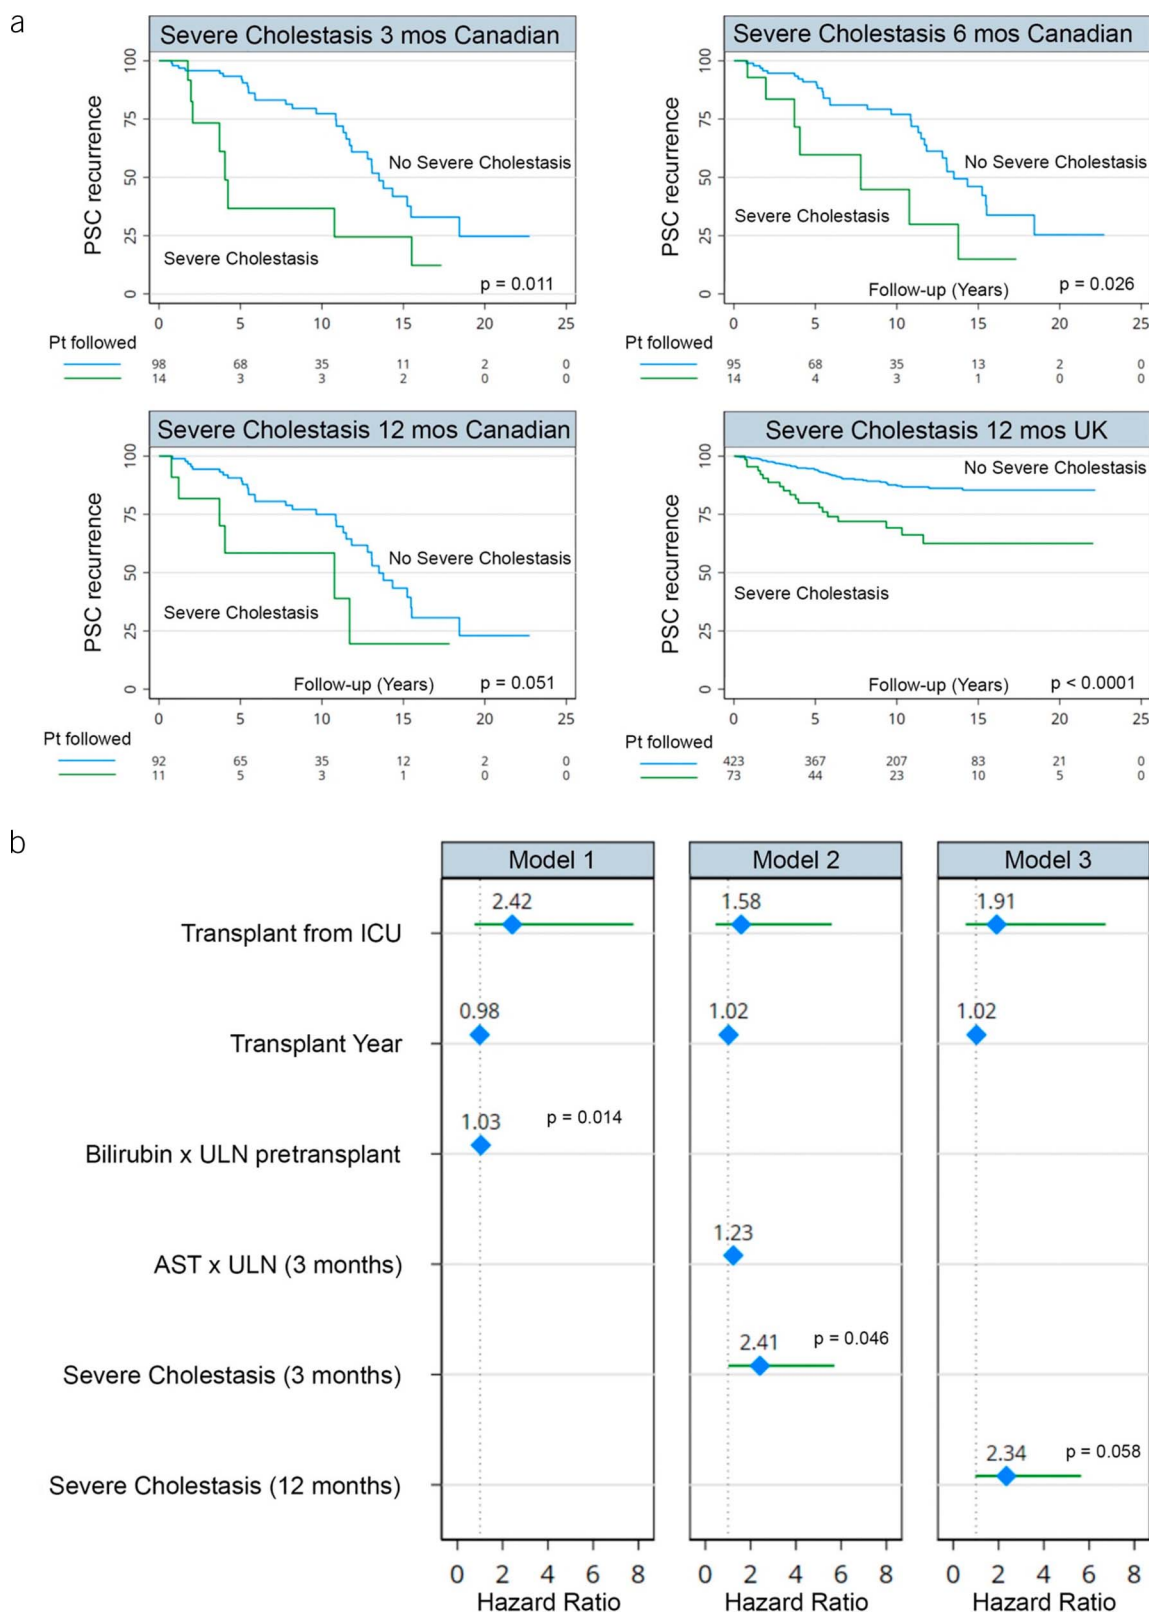 a
Severe Cholestasis 3 mos Canadian
100
75
50
25
0
PSC recurrence
No Severe Cholestasis
Severe Cholestasis
p = 0.011
0 5 10 15 20 25
Pt followed
98 68 35 11 2 0
14 3 3 2 0 0
Severe Cholestasis 6 mos Canadian
100
75
50
25
0
PSC recurrence
No Severe Cholestasis
Severe Cholestasis
Follow-up (Years) p = 0.026
0 5 10 15 20 25
Pt followed
95 68 35 13 2 0
14 4 3 1 0 0
Severe Cholestasis 12 mos Canadian
100
75
50
25
0
PSC recurrence
No Severe Cholestasis
Severe Cholestasis
Follow-up (Years) p = 0.051
0 5 10 15 20 25
Pt followed
92 65 35 12 2 0
11 5 3 1 0 0
Severe Cholestasis 12 mos UK
100
75
50
25
0
PSC recurrence
No Severe Cholestasis
Severe Cholestasis
Follow-up (Years) p < 0.0001
0 5 10 15 20 25
Pt followed
423 367 207 83 21 0
73 44 23 10 5 0
b
Model 1 Model 2 Model 3
Transplant from ICU 2.42 1.58 1.91
Transplant Year 0.98 1.02 1.02
Bilirubin x ULN pretransplant 1.03 p = 0.014
AST x ULN (3 months) 1.23
Severe Cholestasis (3 months) 2.41 p = 0.046
Severe Cholestasis (12 months) 2.34 p = 0.058
0 2 4 6 8 0 2 4 6 8 0 2 4 6 8
Hazard Ratio Hazard Ratio Hazard Ratio